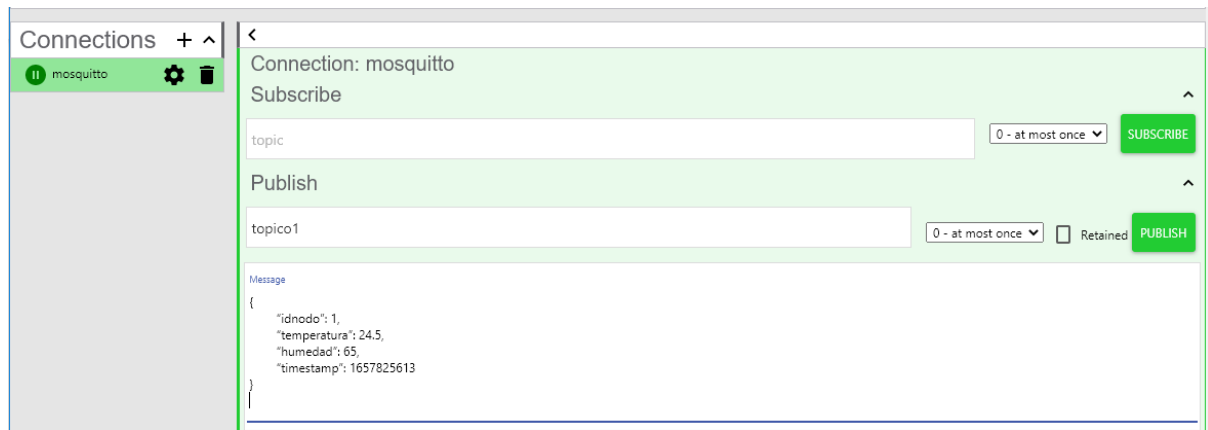 Connections
mosquitto
Connection: mosquitto
Subscribe
topic
0 - at most once
SUBSCRIBE
Publish
topico1
0 - at most once
Retained
PUBLISH
Message
{
"idnodo": 1,
"temperatura": 24.5,
"humedad": 65,
"timestamp": 1657825613
}